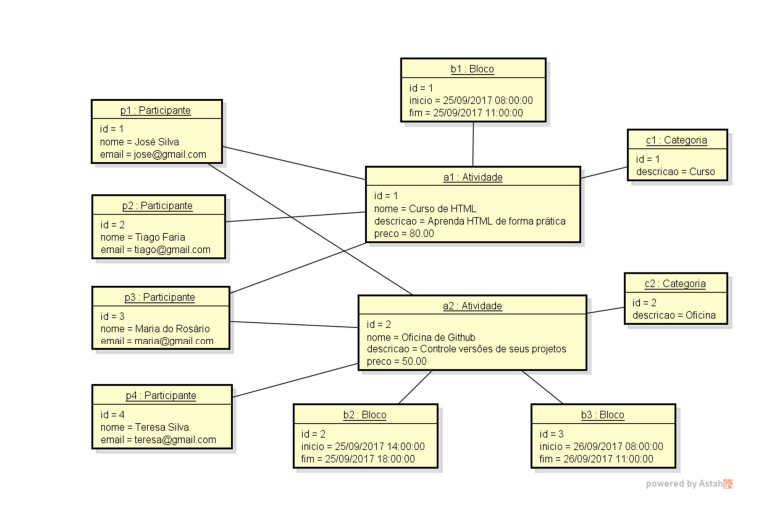 b1 : Bloco
id = 1
inicio = 25/09/2017 08:00:00
fim = 25/09/2017 11:00:00
p1 : Participante
id = 1
nome = José Silva
email = jose@gmail.com
c1 : Categoria
id = 1
descricao = Curso
a1 : Atividade
id = 1
nome = Curso de HTML
descricao = Aprenda HTML de forma prática
preco = 80.00
p2 : Participante
id = 2
nome = Tiago Faria
email = tiago@gmail.com
c2 : Categoria
id = 2
descricao = Oficina
p3 : Participante
id = 3
nome = Maria do Rosário
email = maria@gmail.com
a2 : Atividade
id = 2
nome = Oficina de Github
descricao = Controle versões de seus projetos
preco = 50.00
p4 : Participante
id = 4
nome = Teresa Silva
email = teresa@gmail.com
b2 : Bloco
id = 2
inicio = 25/09/2017 14:00:00
fim = 25/09/2017 18:00:00
b3 : Bloco
id = 3
inicio = 26/09/2017 08:00:00
fim = 26/09/2017 11:00:00
powered by Astah